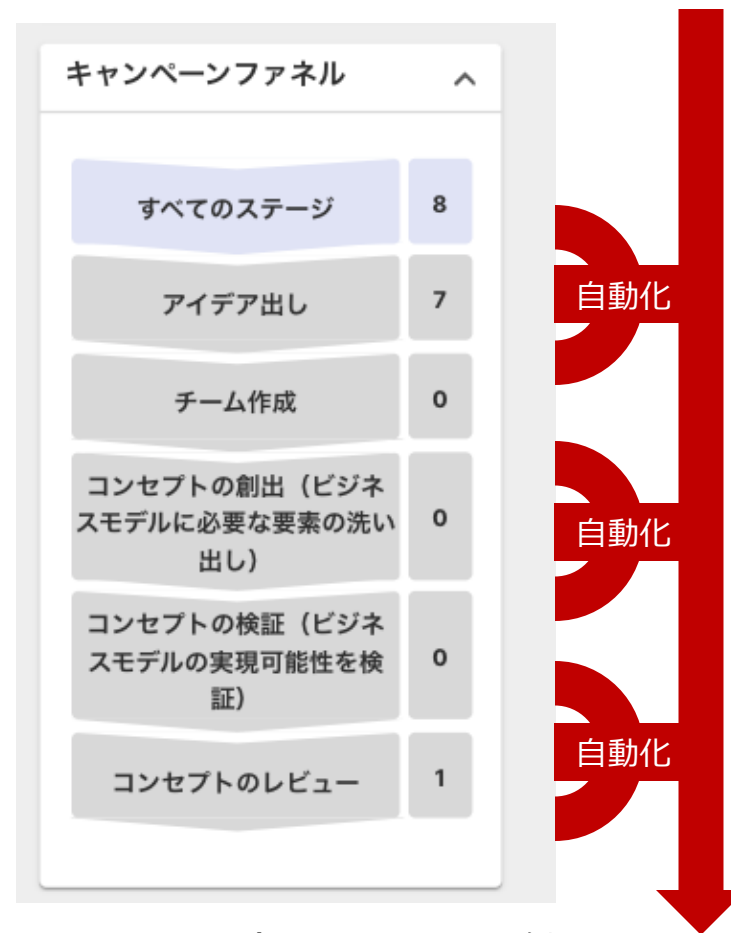 キャンペーンファネル
すべてのステージ 8
アイデア出し 7
自動化
チーム作成 0
コンセプトの創出（ビジネ
スモデルに必要な要素の洗い
出し）
0
自動化
コンセプトの検証（ビジネ
スモデルの実現可能性を検
証）
0
自動化
コンセプトのレビュー 1